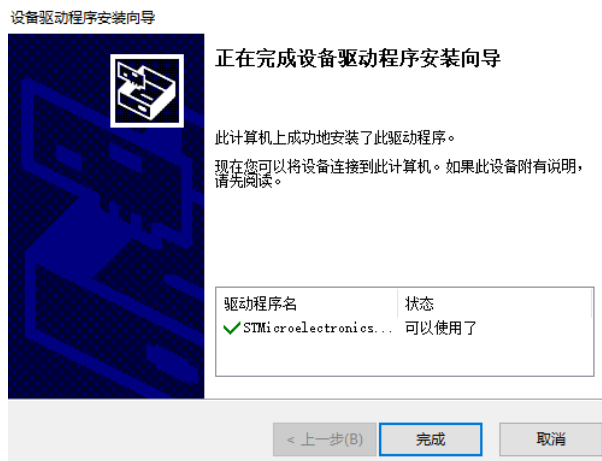 设备驱动程序安装向导
正在完成设备驱动程序安装向导
此计算机上成功地安装了此驱动程序。
现在您可以将设备连接到此计算机。如果此设备附有说明，
请先阅读。
驱动程序名 状态
STMicroelectronics... 可以使用了
< 上一步(B) 完成 取消